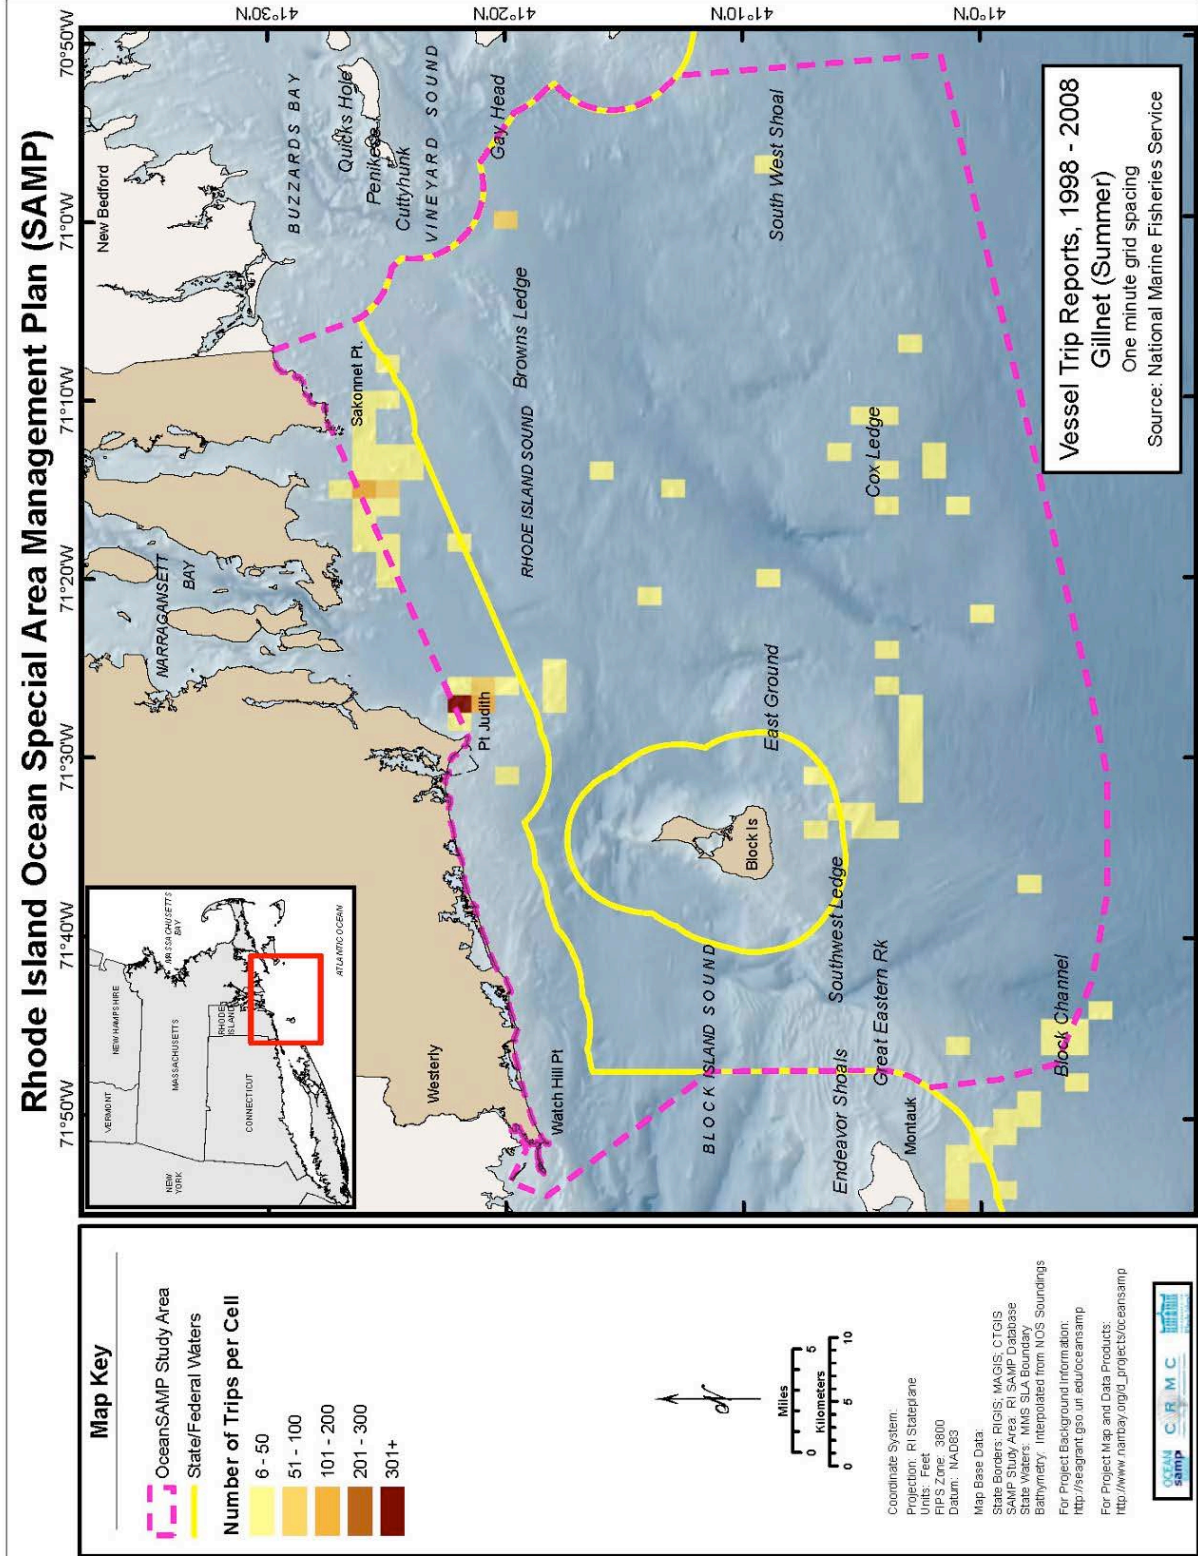 Rhode Island Ocean Special Area Management Plan (SAMP)
71°50'W
71°40'W
71°30'W
71°20'W
71°10'W
71°0'W
70°50'W
41°30'N
41°20'N
41°10'N
41°0'N
VERMONT
NEW HAMPSHIRE
MASSACHUSETTS
BAY
MASSACHUSETTS
NEW
YORK
CONNECTICUT
RHODE
ISLAND
ATLANTIC OCEAN
NARRAGANSETT
BAY
New Bedford
BUZZARDS BAY
Quicks Hole
Penikese
Cuttyhunk
VINEYARD SOUND
Gay Head
Westerly
Watch Hill Pt
Pt Judith
Sakonnet Pt.
RHODE ISLAND SOUND
Browns Ledge
BLOCK ISLAND SOUND
Block Is
East Ground
South West Shoal
Endeavor Shoals
Southwest Ledge
Great Eastern Rk
Montauk
Cox Ledge
Block Channel
Vessel Trip Reports, 1998 - 2008
Gillnet (Summer)
One minute grid spacing
Source: National Marine Fisheries Service
Map Key
OceanSAMP Study Area
State/Federal Waters
Number of Trips per Cell
6 - 50
51 - 100
101 - 200
201 - 300
301+
N
Miles
0 5
Kilometers
0 5 10
Coordinate System:
Projection: RI Stateplane
Units: Feet
FIPS Zone: 3800
Datum: NAD83
Map Base Data:
State Borders: RIGIS; MAGIS; CTGIS
SAMP Study Area: RI SAMP Database
State Waters: MMS SLA Boundary
Bathymetry: Interpolated from NOS Soundings
For Project Background Information:
http://seagrant.gso.uri.edu/oceansamp
For Project Map and Data Products:
http://www.narrbay.org/d_projects/oceansamp
OCEAN
samp
CRMC